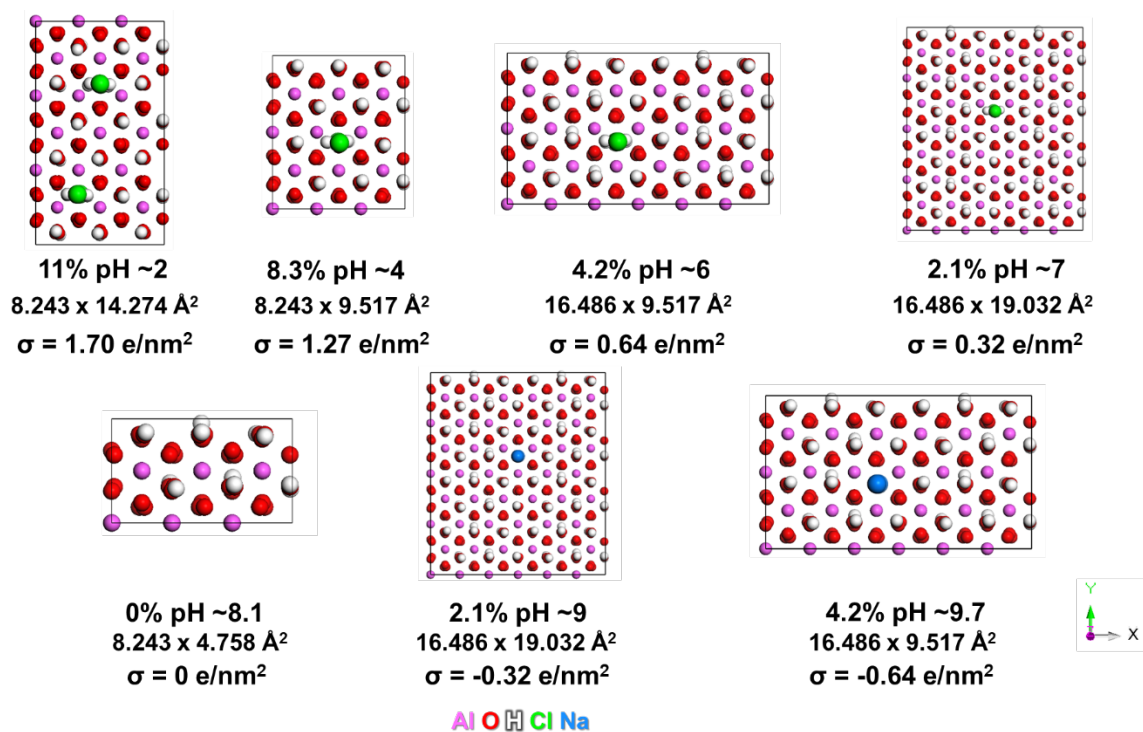 11% pH ~2
8.243 x 14.274 Å²
σ = 1.70 e/nm²
8.3% pH ~4
8.243 x 9.517 Å²
σ = 1.27 e/nm²
4.2% pH ~6
16.486 x 9.517 Å²
σ = 0.64 e/nm²
2.1% pH ~7
16.486 x 19.032 Å²
σ = 0.32 e/nm²
0% pH ~8.1
8.243 x 4.758 Å²
σ = 0 e/nm²
2.1% pH ~9
16.486 x 19.032 Å²
σ = -0.32 e/nm²
4.2% pH ~9.7
16.486 x 9.517 Å²
σ = -0.64 e/nm²
Y
X
Al O H Cl Na